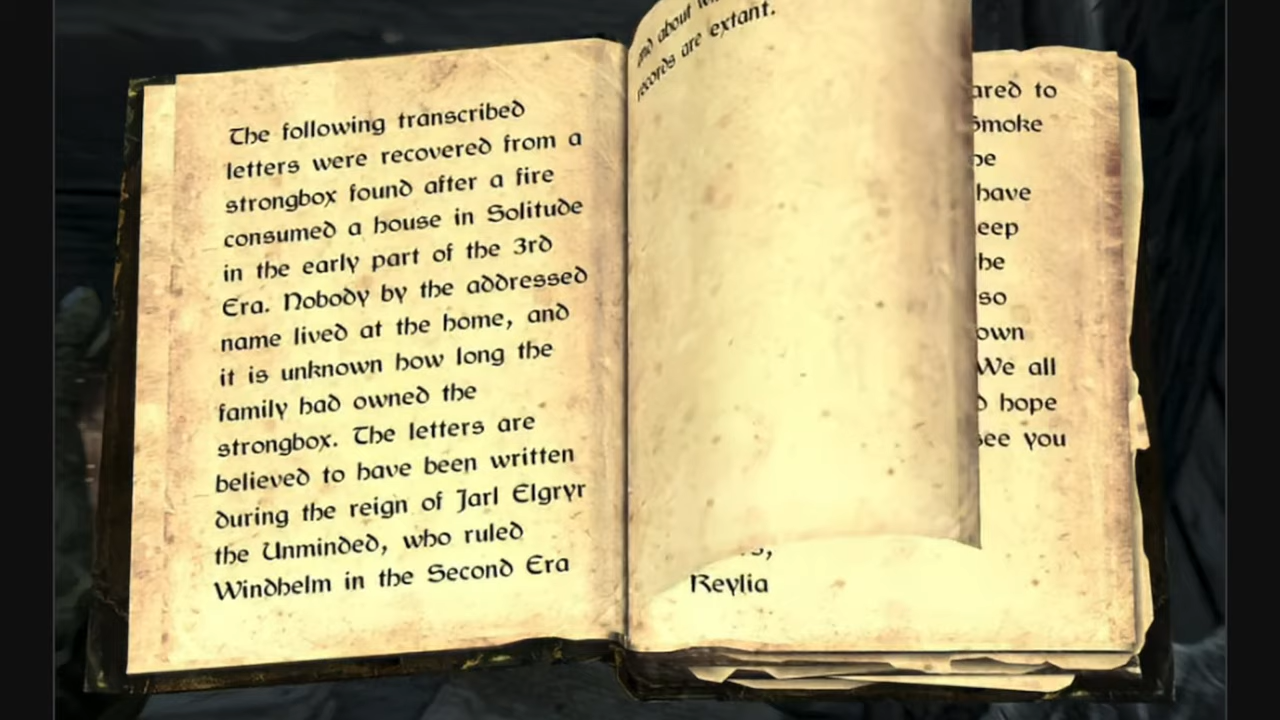 The following transcribed
letters were recovered from a
strongbox found after a fire
consumed a house in Solitude
in the early part of the 3rd
Era. Nobody by the addressed
name lived at the home, and
it is unknown how long the
family had owned the
strongbox. The letters are
believed to have been written
during the reign of Jarl Elgryr
the Unminded, who ruled
Windhelm in the Second Era
and about
records are extant.
to
Smoke
have
so
We all
hope
see you
Reylia